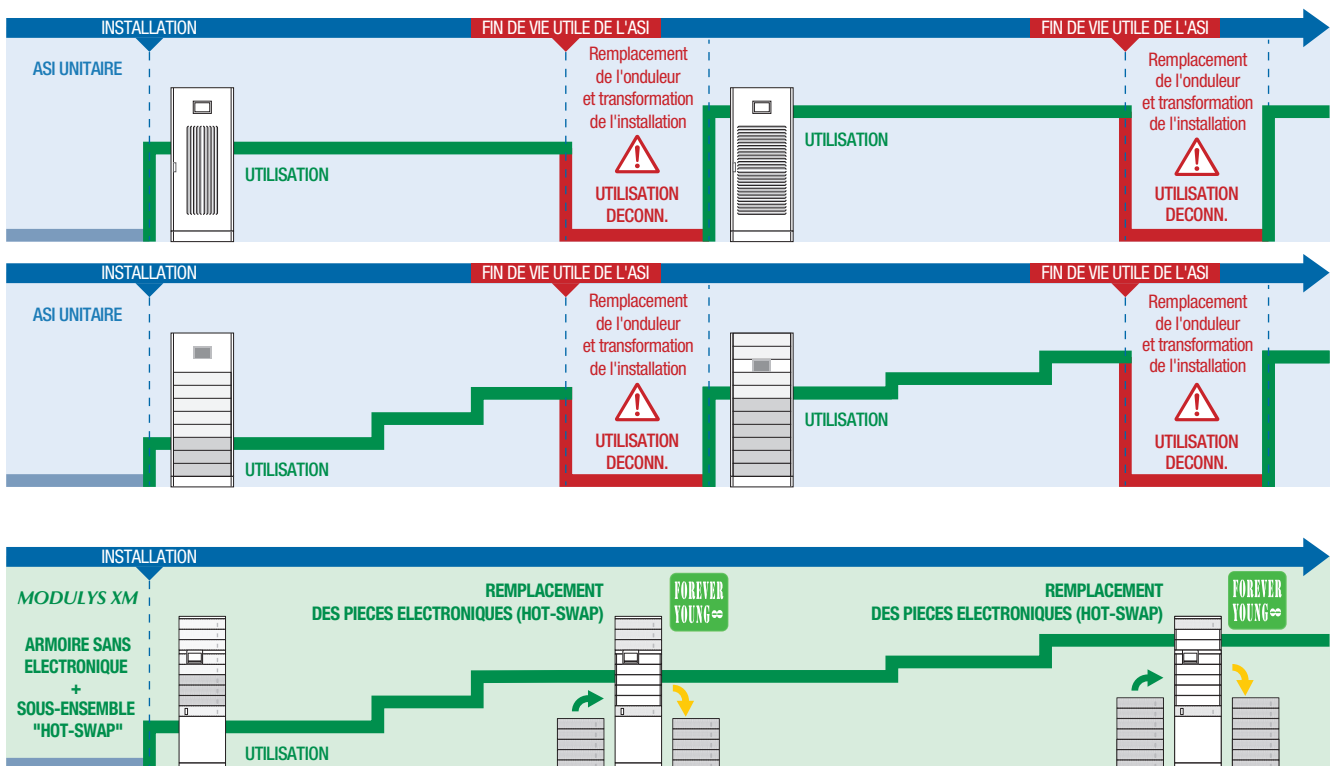 INSTALLATION
FIN DE VIE UTILE DE L'ASI
FIN DE VIE UTILE DE L'ASI
ASI UNITAIRE
UTILISATION
Remplacement
de l'onduleur
et transformation
de l'installation
UTILISATION
DECONN.
UTILISATION
Remplacement
de l'onduleur
et transformation
de l'installation
UTILISATION
DECONN.
INSTALLATION
FIN DE VIE UTILE DE L'ASI
FIN DE VIE UTILE DE L'ASI
ASI UNITAIRE
UTILISATION
Remplacement
de l'onduleur
et transformation
de l'installation
UTILISATION
DECONN.
UTILISATION
Remplacement
de l'onduleur
et transformation
de l'installation
UTILISATION
DECONN.
INSTALLATION
MODULYS XM
ARMOIRE SANS
ELECTRONIQUE
+
SOUS-ENSEMBLE
"HOT-SWAP"
UTILISATION
REMPLACEMENT
DES PIECES ELECTRONIQUES (HOT-SWAP)
FOREVER
YOUNG∞
REMPLACEMENT
DES PIECES ELECTRONIQUES (HOT-SWAP)
FOREVER
YOUNG∞